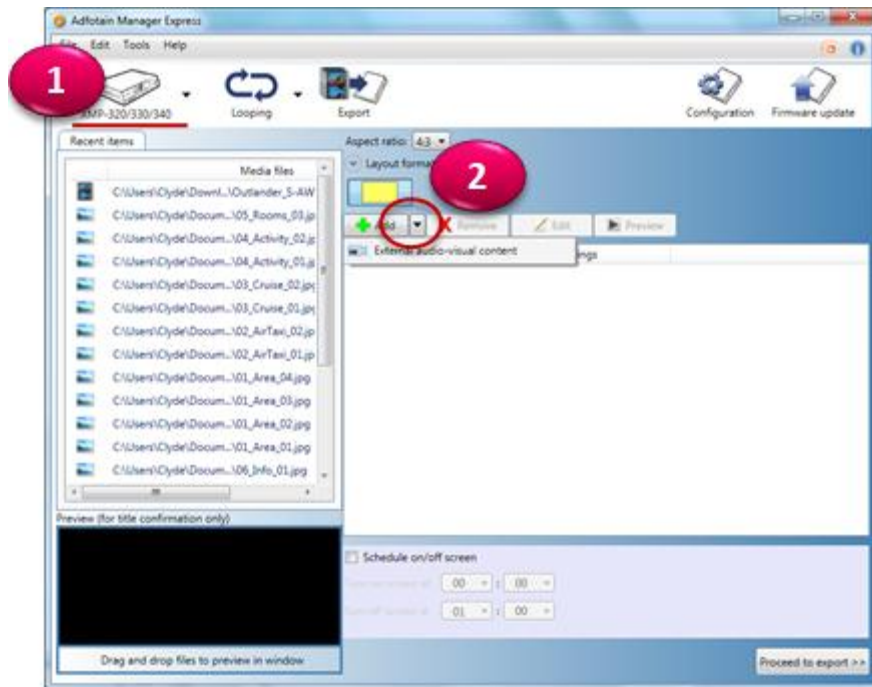 Adfotain Manager Express
File Edit Tools Help
1
XMP-320/330/340
Looping
Export
Configuration
Firmware update
Recent items
Aspect ratio: 4:3
Layout format
2
Media files
Add
Remove
Edit
Preview
External audio-visual content
C:\Users\Clyde\Downl...\Outlander_S-AW
C:\Users\Clyde\Docum...\05_Rooms_03.jp
C:\Users\Clyde\Docum...\04_Activity_02.jp
C:\Users\Clyde\Docum...\04_Activity_01.jp
C:\Users\Clyde\Docum...\03_Cruise_02.jpg
C:\Users\Clyde\Docum...\03_Cruise_01.jpg
C:\Users\Clyde\Docum...\02_AirTaxi_02.jp
C:\Users\Clyde\Docum...\02_AirTaxi_01.jp
C:\Users\Clyde\Docum...\01_Area_04.jpg
C:\Users\Clyde\Docum...\01_Area_03.jpg
C:\Users\Clyde\Docum...\01_Area_02.jpg
C:\Users\Clyde\Docum...\01_Area_01.jpg
C:\Users\Clyde\Docum...\06_Info_01.jpg
Preview (for title confirmation only)
Drag and drop files to preview in window
Schedule on/off screen
00 : 00
01 : 00
Proceed to export >>